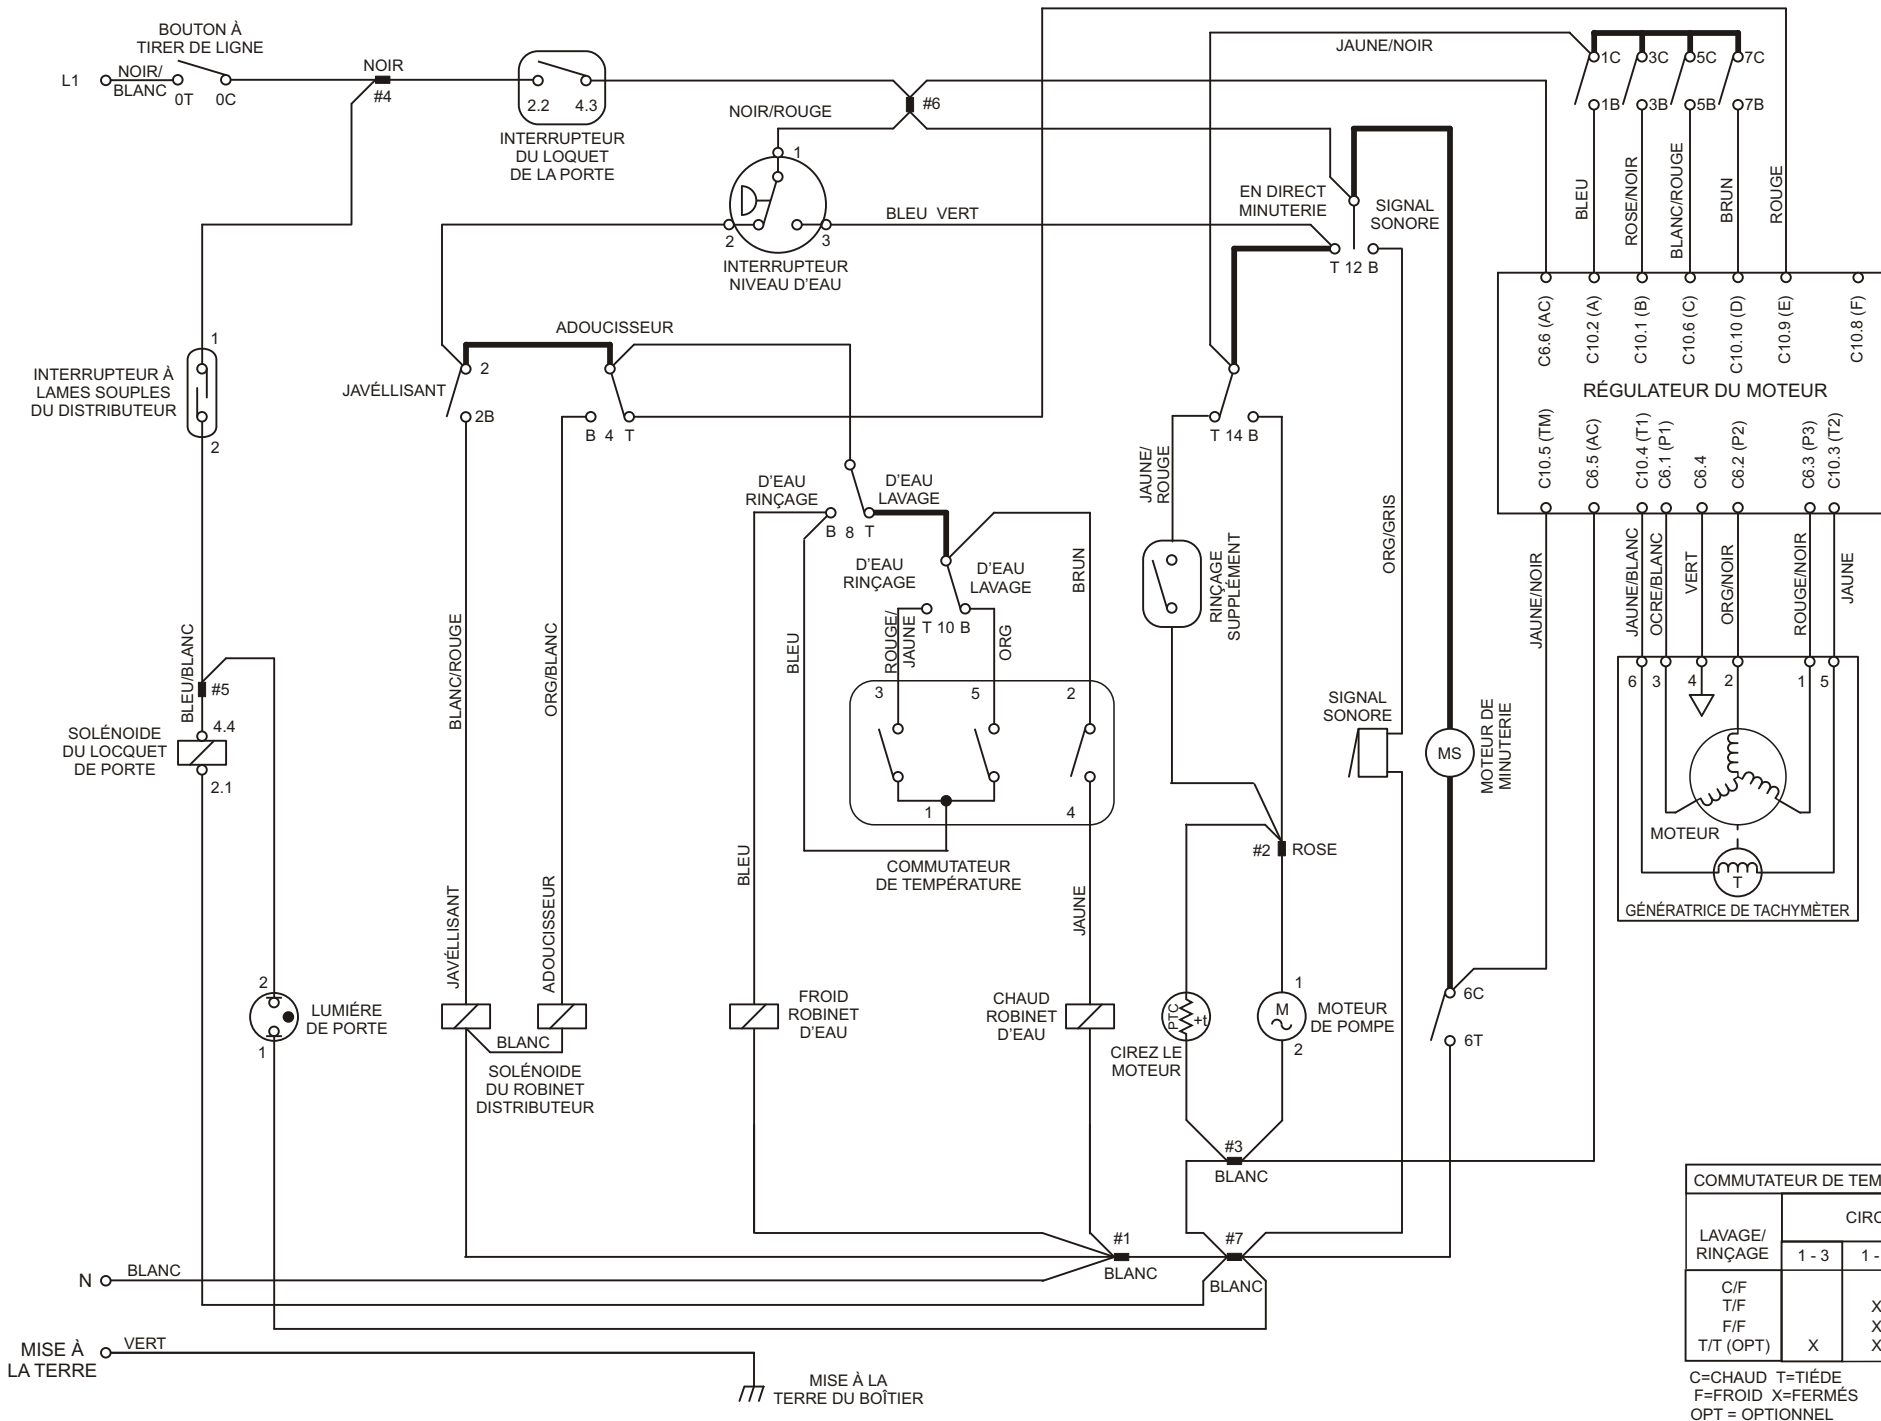 BOUTON À
TIRER DE LIGNE
L1
NOIR/
BLANC
0T
0C
NOIR
#4
2.2
4.3
INTERRUPTEUR
DU LOQUET
DE LA PORTE
NOIR/ROUGE
#6
1
2
3
INTERRUPTEUR
NIVEAU D'EAU
BLEU VERT
JAUNE/NOIR
EN DIRECT
MINUTERIE
SIGNAL
SONORE
T 12 B
1C
3C
5C
7C
1B
3B
5B
7B
BLEU
ROSE/NOIR
BLANC/ROUGE
BRUN
ROUGE
C6.6 (AC)
C10.2 (A)
C10.1 (B)
C10.6 (C)
C10.10 (D)
C10.9 (E)
C10.8 (F)
RÉGULATEUR DU MOTEUR
C10.5 (TM)
C6.5 (AC)
C10.4 (T1)
C6.1 (P1)
C6.4
C6.2 (P2)
C6.3 (P3)
C10.3 (T2)
1
INTERRUPTEUR À
LAMES SOUPLES
DU DISTRIBUTEUR
2
ADOUCISSEUR
JAVÉLLISANT
2
2B
B 4 T
T 14 B
D'EAU
RINÇAGE
D'EAU
LAVAGE
B 8 T
D'EAU
RINÇAGE
D'EAU
LAVAGE
T 10 B
BLEU
ROUGE/
JAUNE
ORG
BRUN
JAUNE/
ROUGE
RINÇAGE
SUPPLÉMENT
ORG/GRIS
JAUNE/NOIR
JAUNE/BLANC
OCRE/BLANC
VERT
ORG/NOIR
ROUGE/NOIR
JAUNE
6
3
4
2
1
5
MOTEUR
T
GÉNÉRATRICE DE TACHYMÈTER
BLEU/BLANC
#5
4.4
SOLÉNOIDE
DU LOCQUET
DE PORTE
2.1
BLANC/ROUGE
ORG/BLANC
3
5
2
1
4
COMMUTATEUR
DE TEMPÉRATURE
SIGNAL
SONORE
MS
MOTEUR DE
MINUTERIE
#2
ROSE
BLEU
JAVÉLLISANT
ADOUCISSEUR
JAUNE
2
1
LUMIÉRE
DE PORTE
BLANC
SOLÉNOIDE
DU ROBINET
DISTRIBUTEUR
FROID
ROBINET
D'EAU
CHAUD
ROBINET
D'EAU
PTC
+t
CIREZ LE
MOTEUR
M
1
2
MOTEUR
DE POMPE
6C
6T
#3
BLANC
#1
BLANC
#7
BLANC
N
BLANC
MISE À
LA TERRE
VERT
MISE À LA
TERRE DU BOÎTIER
COMMUTATEUR DE TEM
CIRC
LAVAGE/
RINÇAGE
1 - 3
1 -
C/F
T/F X
F/F X
T/T (OPT) X X
C=CHAUD T=TIÉDE
F=FROID X=FERMÉS
OPT = OPTIONNEL